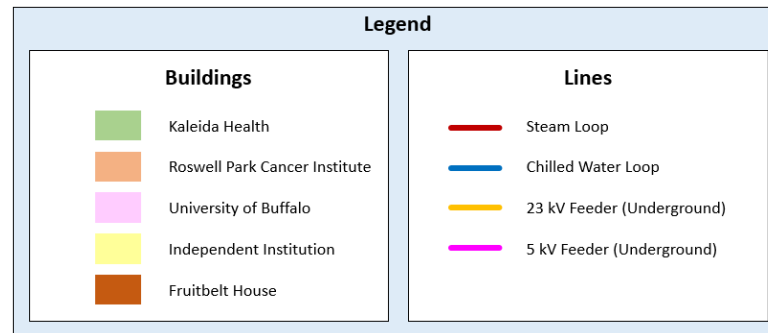 Legend
Buildings
Kaleida Health
Roswell Park Cancer Institute
University of Buffalo
Independent Institution
Fruitbelt House
Lines
Steam Loop
Chilled Water Loop
23 kV Feeder (Underground)
5 kV Feeder (Underground)